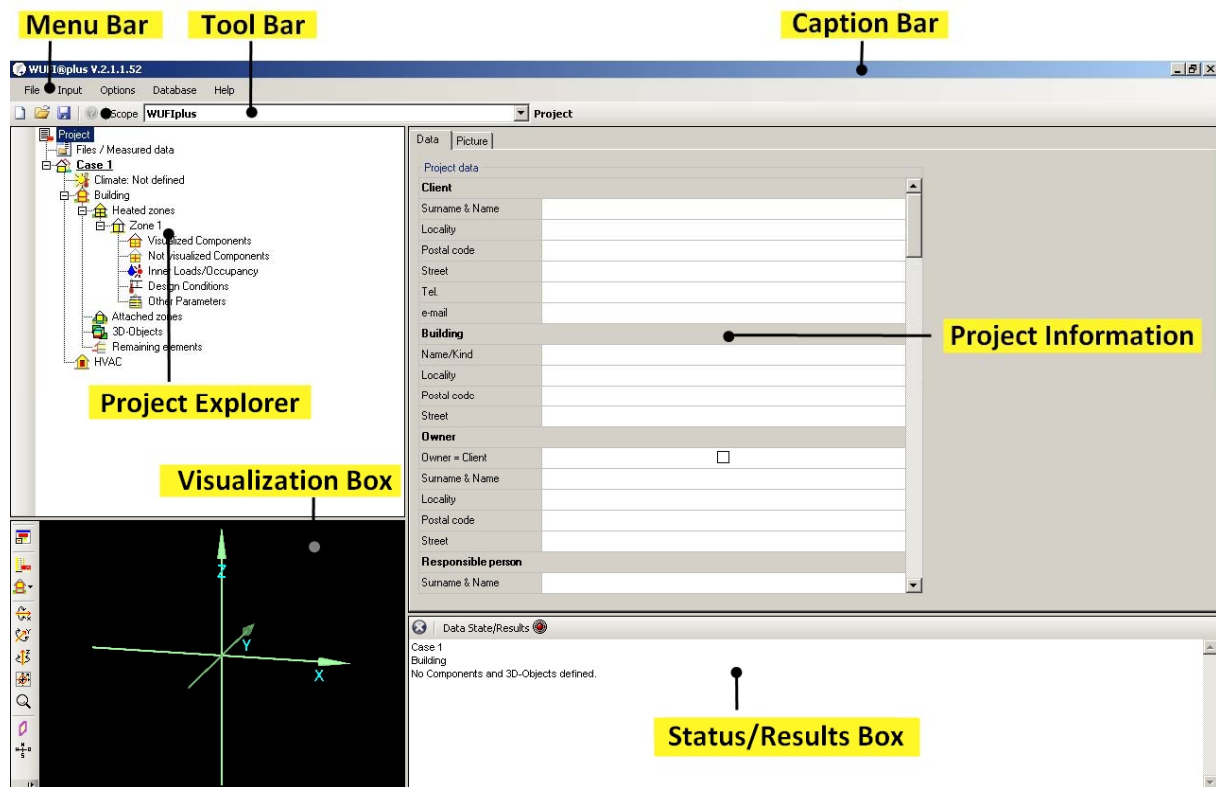 Menu Bar
Tool Bar
Caption Bar
WUFI®plus V.2.1.1.52
File Input Options Database Help
Scope WUFIplus Project
Project
Files / Measured data
Case 1
Climate: Not defined
Building
Heated zones
Zone 1
Visualized Components
Not visualized Components
Inner Loads/Occupancy
Design Conditions
Other Parameters
Attached zones
3D-Objects
Remaining elements
HVAC
Project Explorer
Visualization Box
Z
Y
X
Data Picture
Project data
Client
Surname & Name
Locality
Postal code
Street
Tel.
e-mail
Building
Name/Kind
Locality
Postal code
Street
Owner
Owner = Client
Surname & Name
Locality
Postal code
Street
Responsible person
Surname & Name
Project Information
Data State/Results
Case 1
Building
No Components and 3D-Objects defined.
Status/Results Box